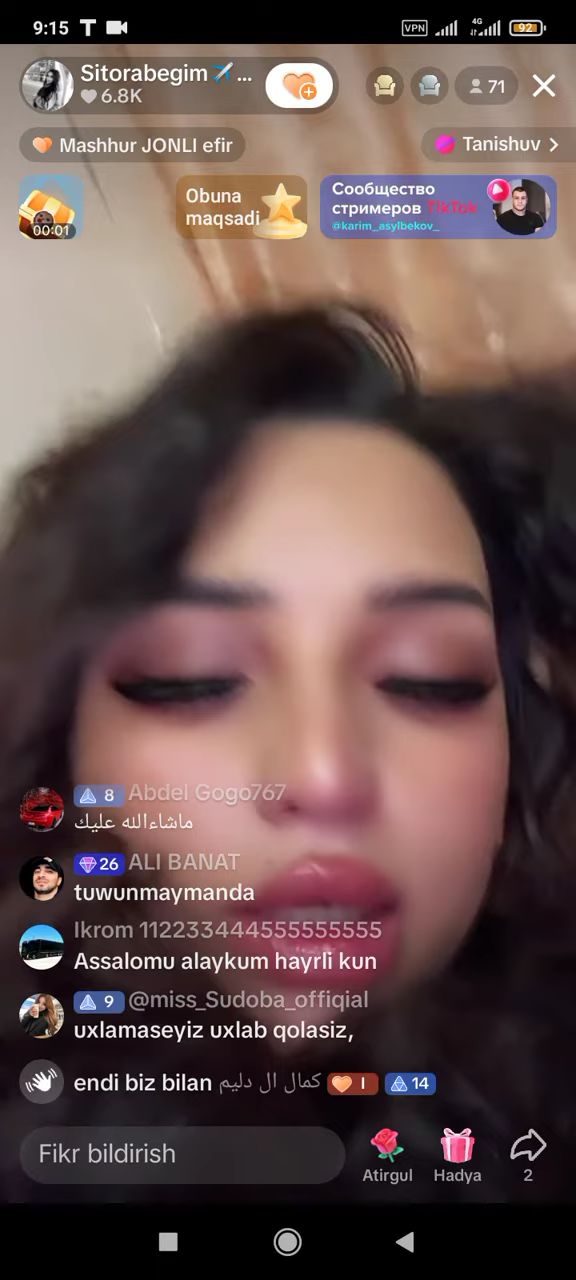 9:15
VPN
4G
92
Sitorabegim ✈️ ...
6.8K
71
Mashhur JONLI efir
Tanishuv
00:01
Obuna
maqsadi
Сообщество
стримеров TikTok
@karim_asylbekov_
8 Abdel Gogo767
ماشاءالله عليك
26 ALI BANAT
tuwunmaymanda
Ikrom 112233444555555555
Assalomu alaykum hayrli kun
9 @miss_Sudoba_offiqial
uxlamaseyiz uxlab qolasiz,
endi biz bilan كمال ال دليم I 14
Fikr bildirish
Atirgul
Hadya
2